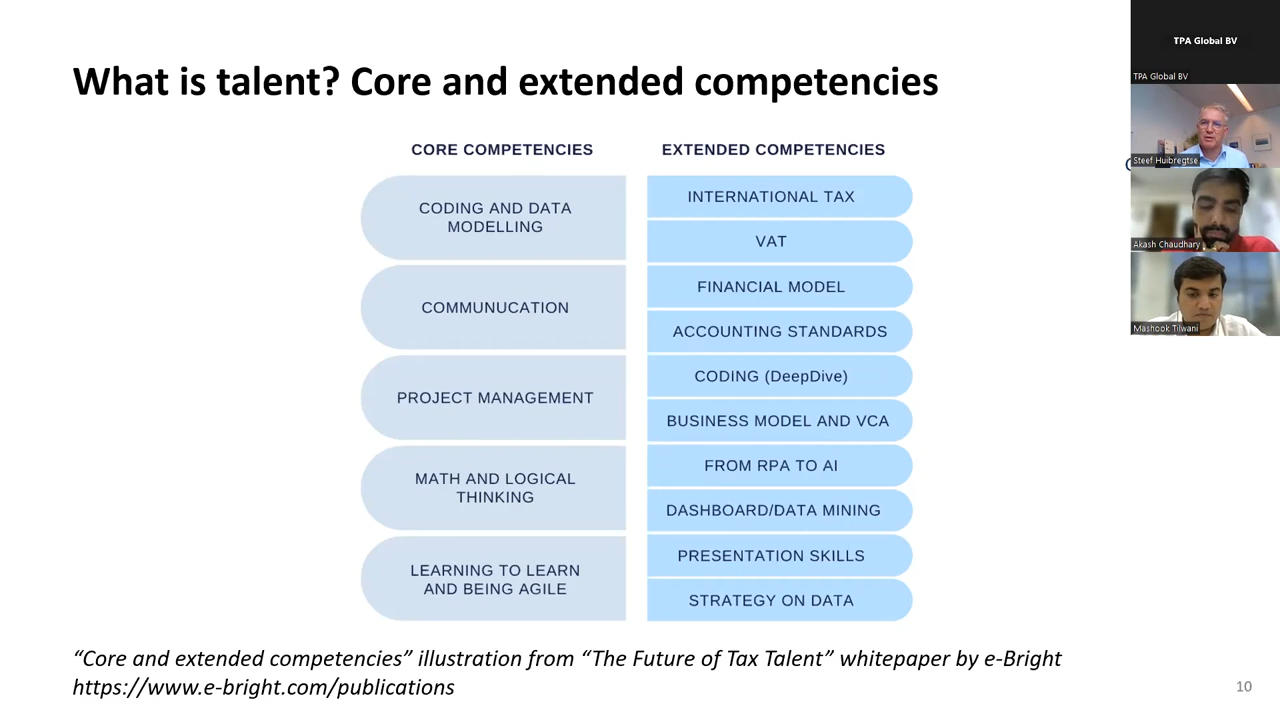 What is talent? Core and extended competencies
CORE COMPETENCIES
EXTENDED COMPETENCIES
CODING AND DATA
MODELLING
COMMUNUCATION
PROJECT MANAGEMENT
MATH AND LOGICAL
THINKING
LEARNING TO LEARN
AND BEING AGILE
INTERNATIONAL TAX
VAT
FINANCIAL MODEL
ACCOUNTING STANDARDS
CODING (DeepDive)
BUSINESS MODEL AND VCA
FROM RPA TO AI
DASHBOARD/DATA MINING
PRESENTATION SKILLS
STRATEGY ON DATA
“Core and extended competencies” illustration from “The Future of Tax Talent” whitepaper by e-Bright
https://www.e-bright.com/publications
10
TPA Global BV
TPA Global BV
Steef Huibregtse
Akash Chaudhary
Mashook Tilwani